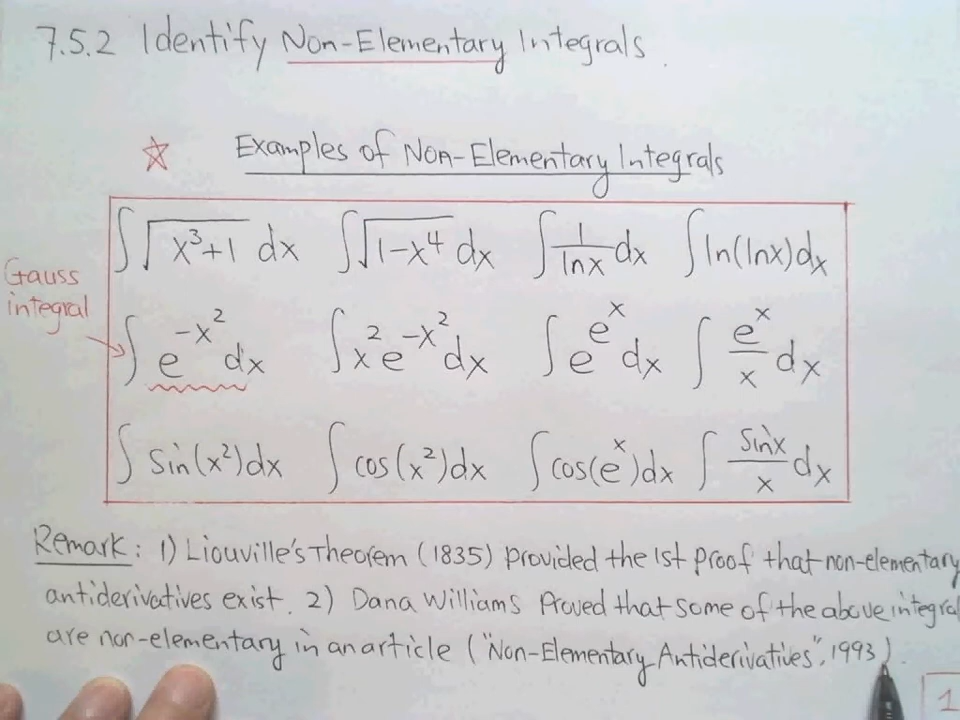 7.5.2 Identify Non-Elementary Integrals.
☆ Examples of Non-Elementary Integrals
∫√(x³+1) dx ∫√(1-x⁴) dx ∫ 1/lnx dx ∫ln(lnx)dx
Gauss
integral
∫e^(-x²) dx ∫x²e^(-x²) dx ∫e^(e^x) dx ∫ e^x/x dx
∫sin(x²)dx ∫cos(x²)dx ∫cos(e^x)dx ∫ sinx/x dx
Remark: 1) Liouville's Theorem (1835) provided the 1st proof that non-elementary
antiderivatives exist. 2) Dana Williams proved that some of the above integral
are non-elementary in an article ("Non-Elementary Antiderivatives", 1993).
1